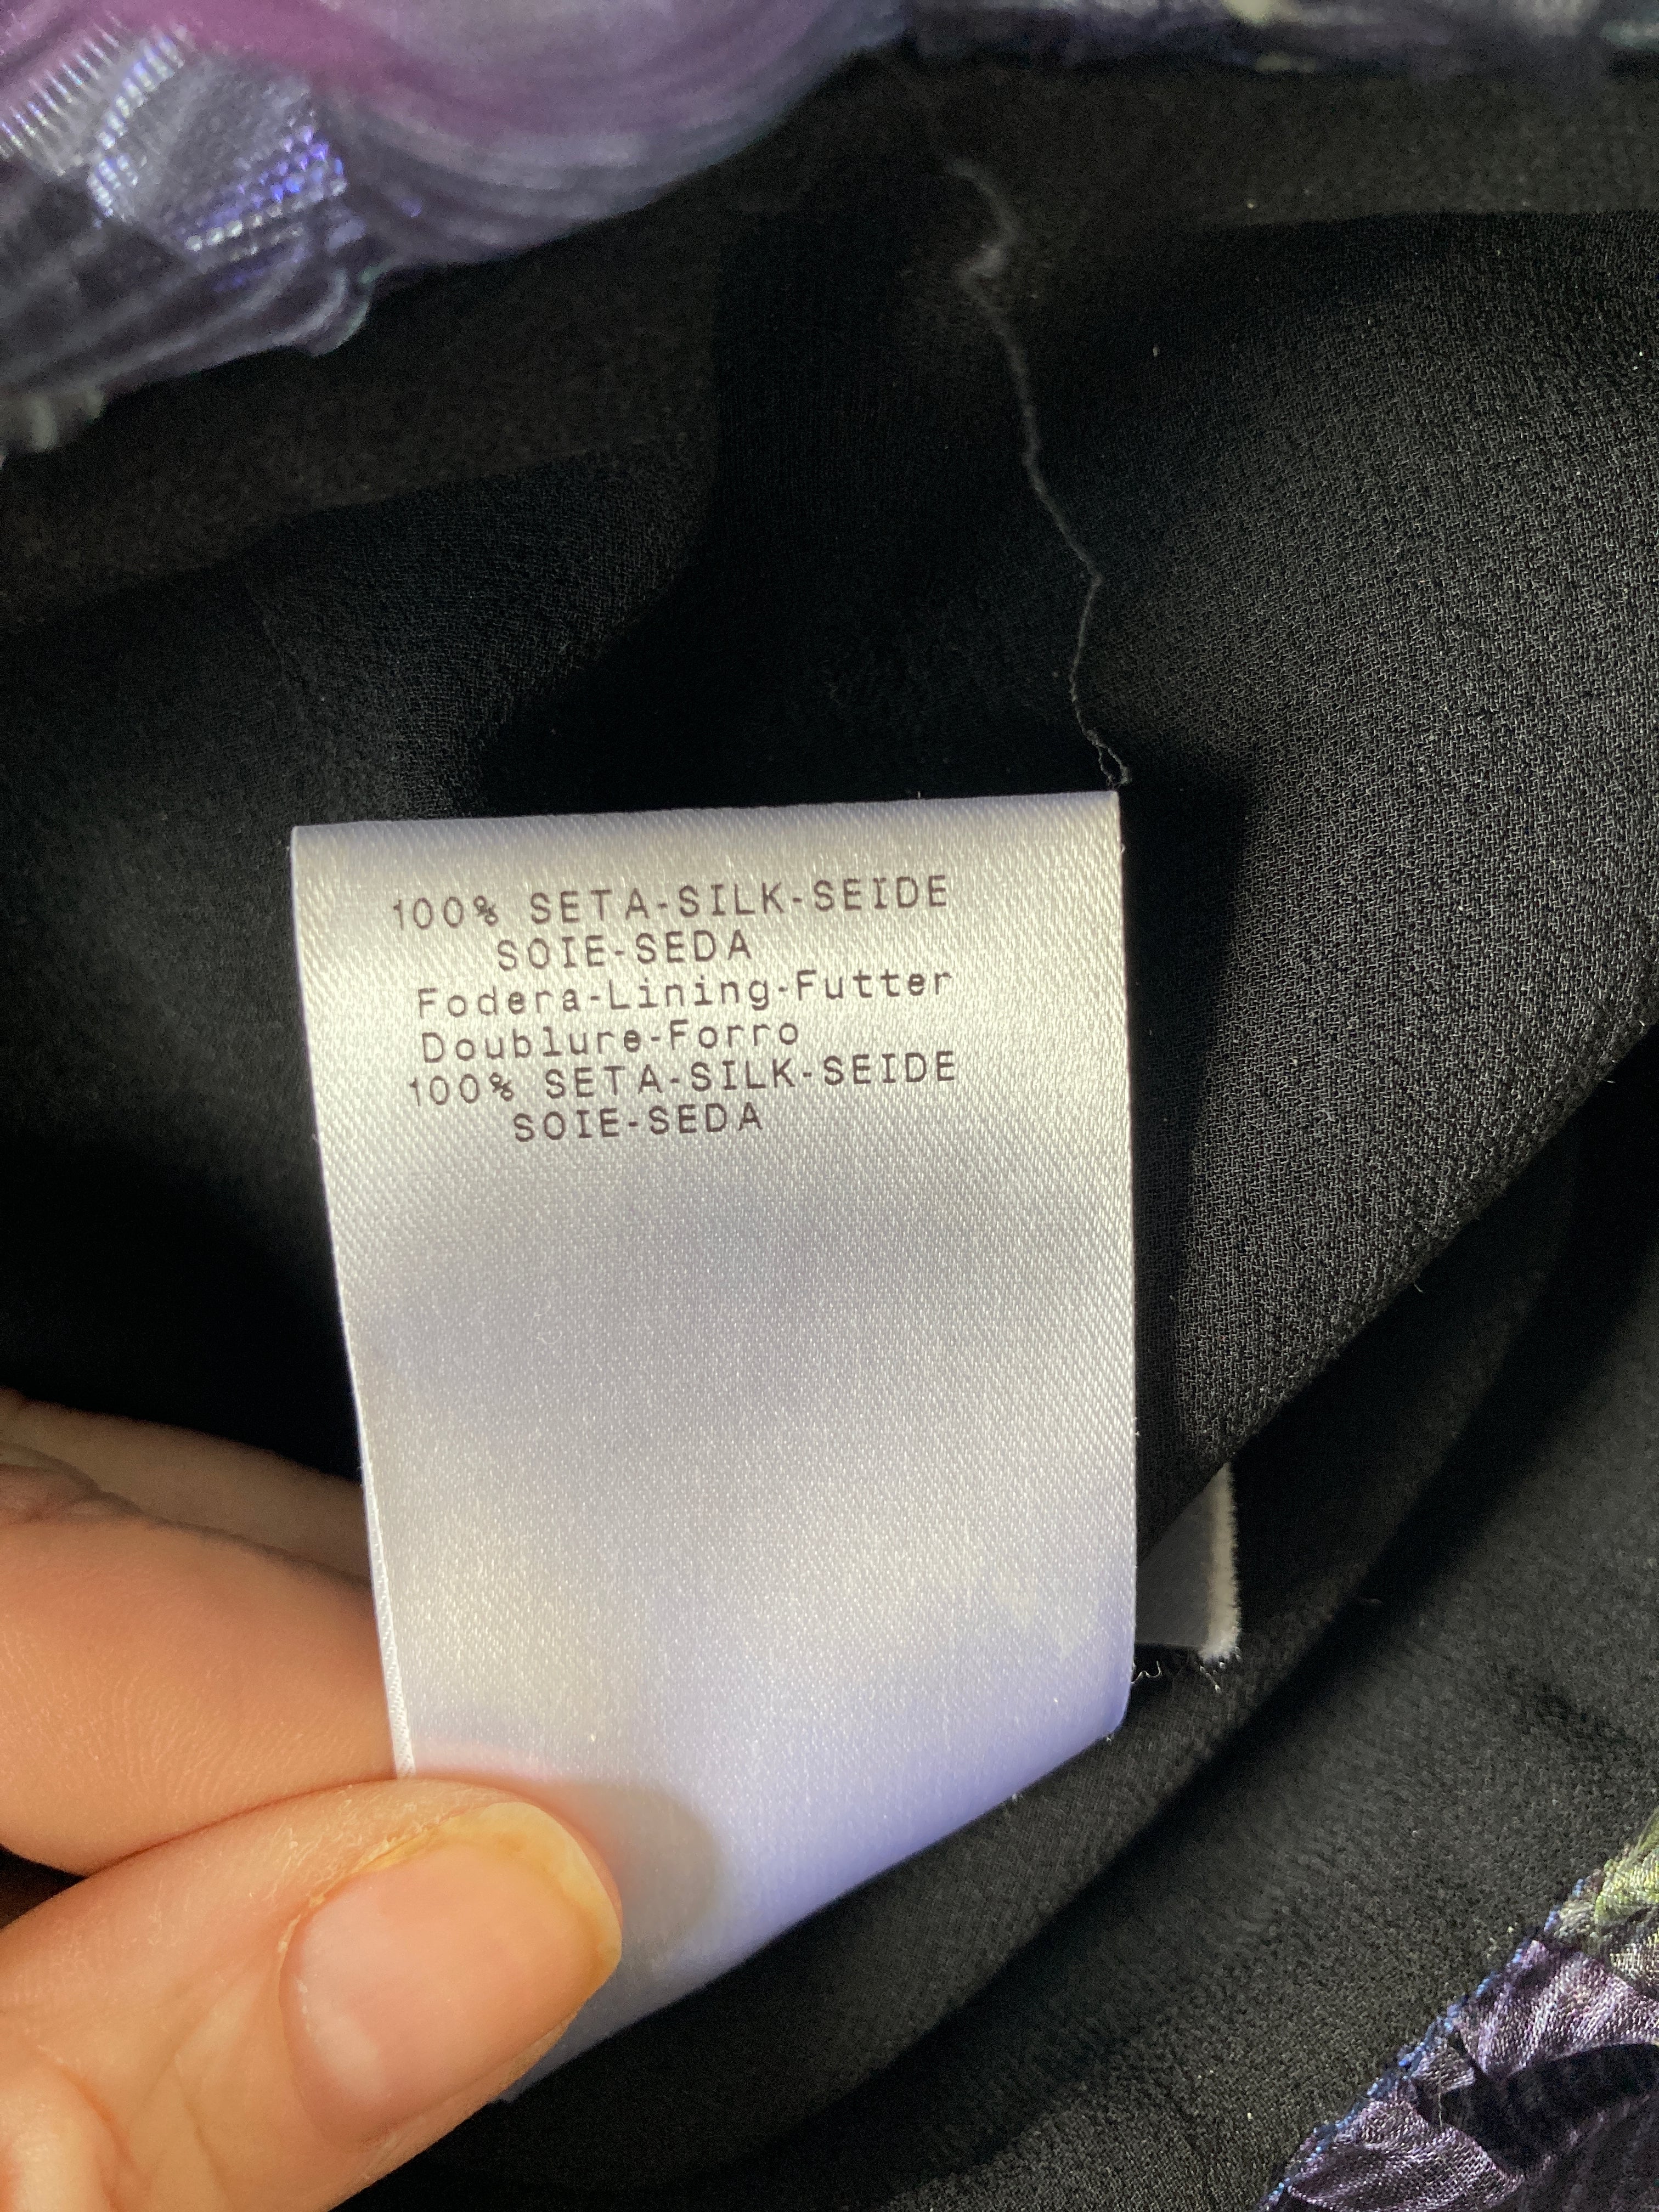 100% SETA-SILK-SEIDE
SOIE-SEDA
Fodera-Lining-Futter
Doublure-Forro
100% SETA-SILK-SEIDE
SOIE-SEDA